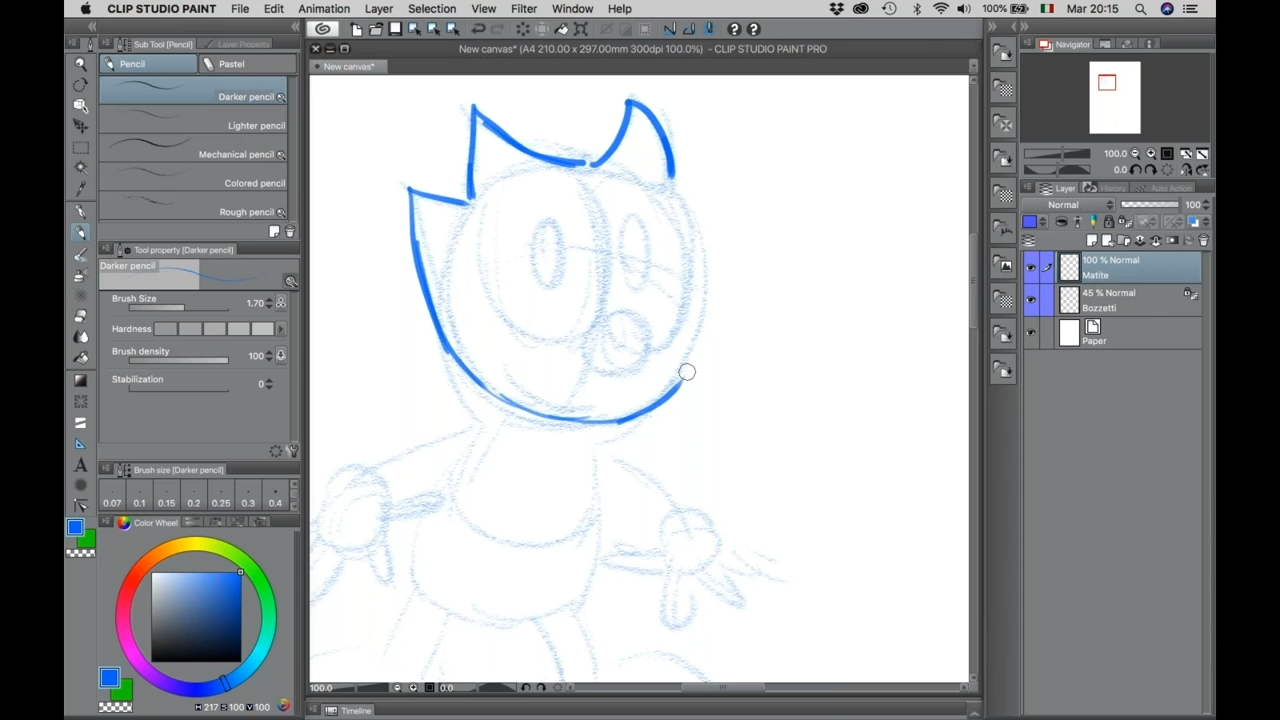 CLIP STUDIO PAINT File Edit Animation Layer Selection View Filter Window Help 100% Mar 20:15
New canvas* (A4 210.00 x 297.00mm 300dpi 100.0%) - CLIP STUDIO PAINT PRO
Sub Tool [Pencil] Layer Property
Pencil Pastel
New canvas*
Darker pencil
Lighter pencil
Mechanical pencil
Colored pencil
Rough pencil
Tool property [Darker pencil]
Darker pencil
Brush Size 1.70
Hardness
Brush density 100
Stabilization 0
Brush size [Darker pencil]
0.07 0.1 0.15 0.2 0.25 0.3 0.4
Color Wheel
H 217 S 100 V 100
100.0 0.0
Timeline
Navigator
100.0
0.0
Layer History Auto Action
Normal 100
100 % Normal
Matite
45 % Normal
Bozzetti
Paper